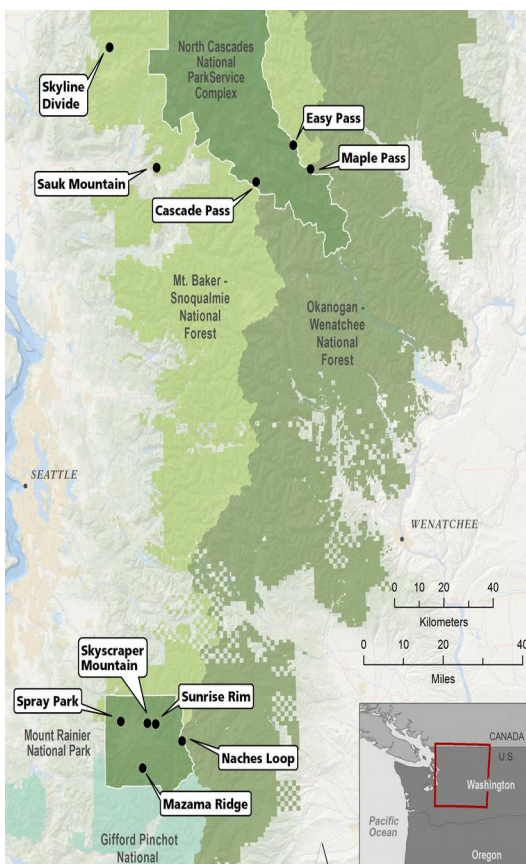 North Cascades
National
ParkService
Complex
Skyline
Divide
Easy Pass
Maple Pass
Sauk Mountain
Cascade Pass
Mt. Baker -
Snoqualmie
National
Forest
Okanogan -
Wenatchee
National
Forest
SEATTLE
WENATCHEE
0 10 20 40
Kilometers
0 10 20 40
Miles
Skyscraper
Mountain
Spray Park
Sunrise Rim
Mount Rainier
National Park
Naches Loop
Mazama Ridge
Gifford Pinchot
National
CANADA
U.S.
Washington
Pacific
Ocean
Oregon